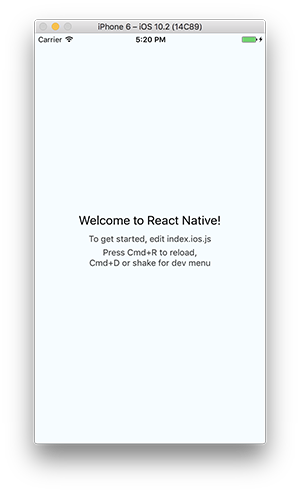 iPhone 6 – iOS 10.2 (14C89)
Carrier 5:20 PM
Welcome to React Native!
To get started, edit index.ios.js
Press Cmd+R to reload,
Cmd+D or shake for dev menu